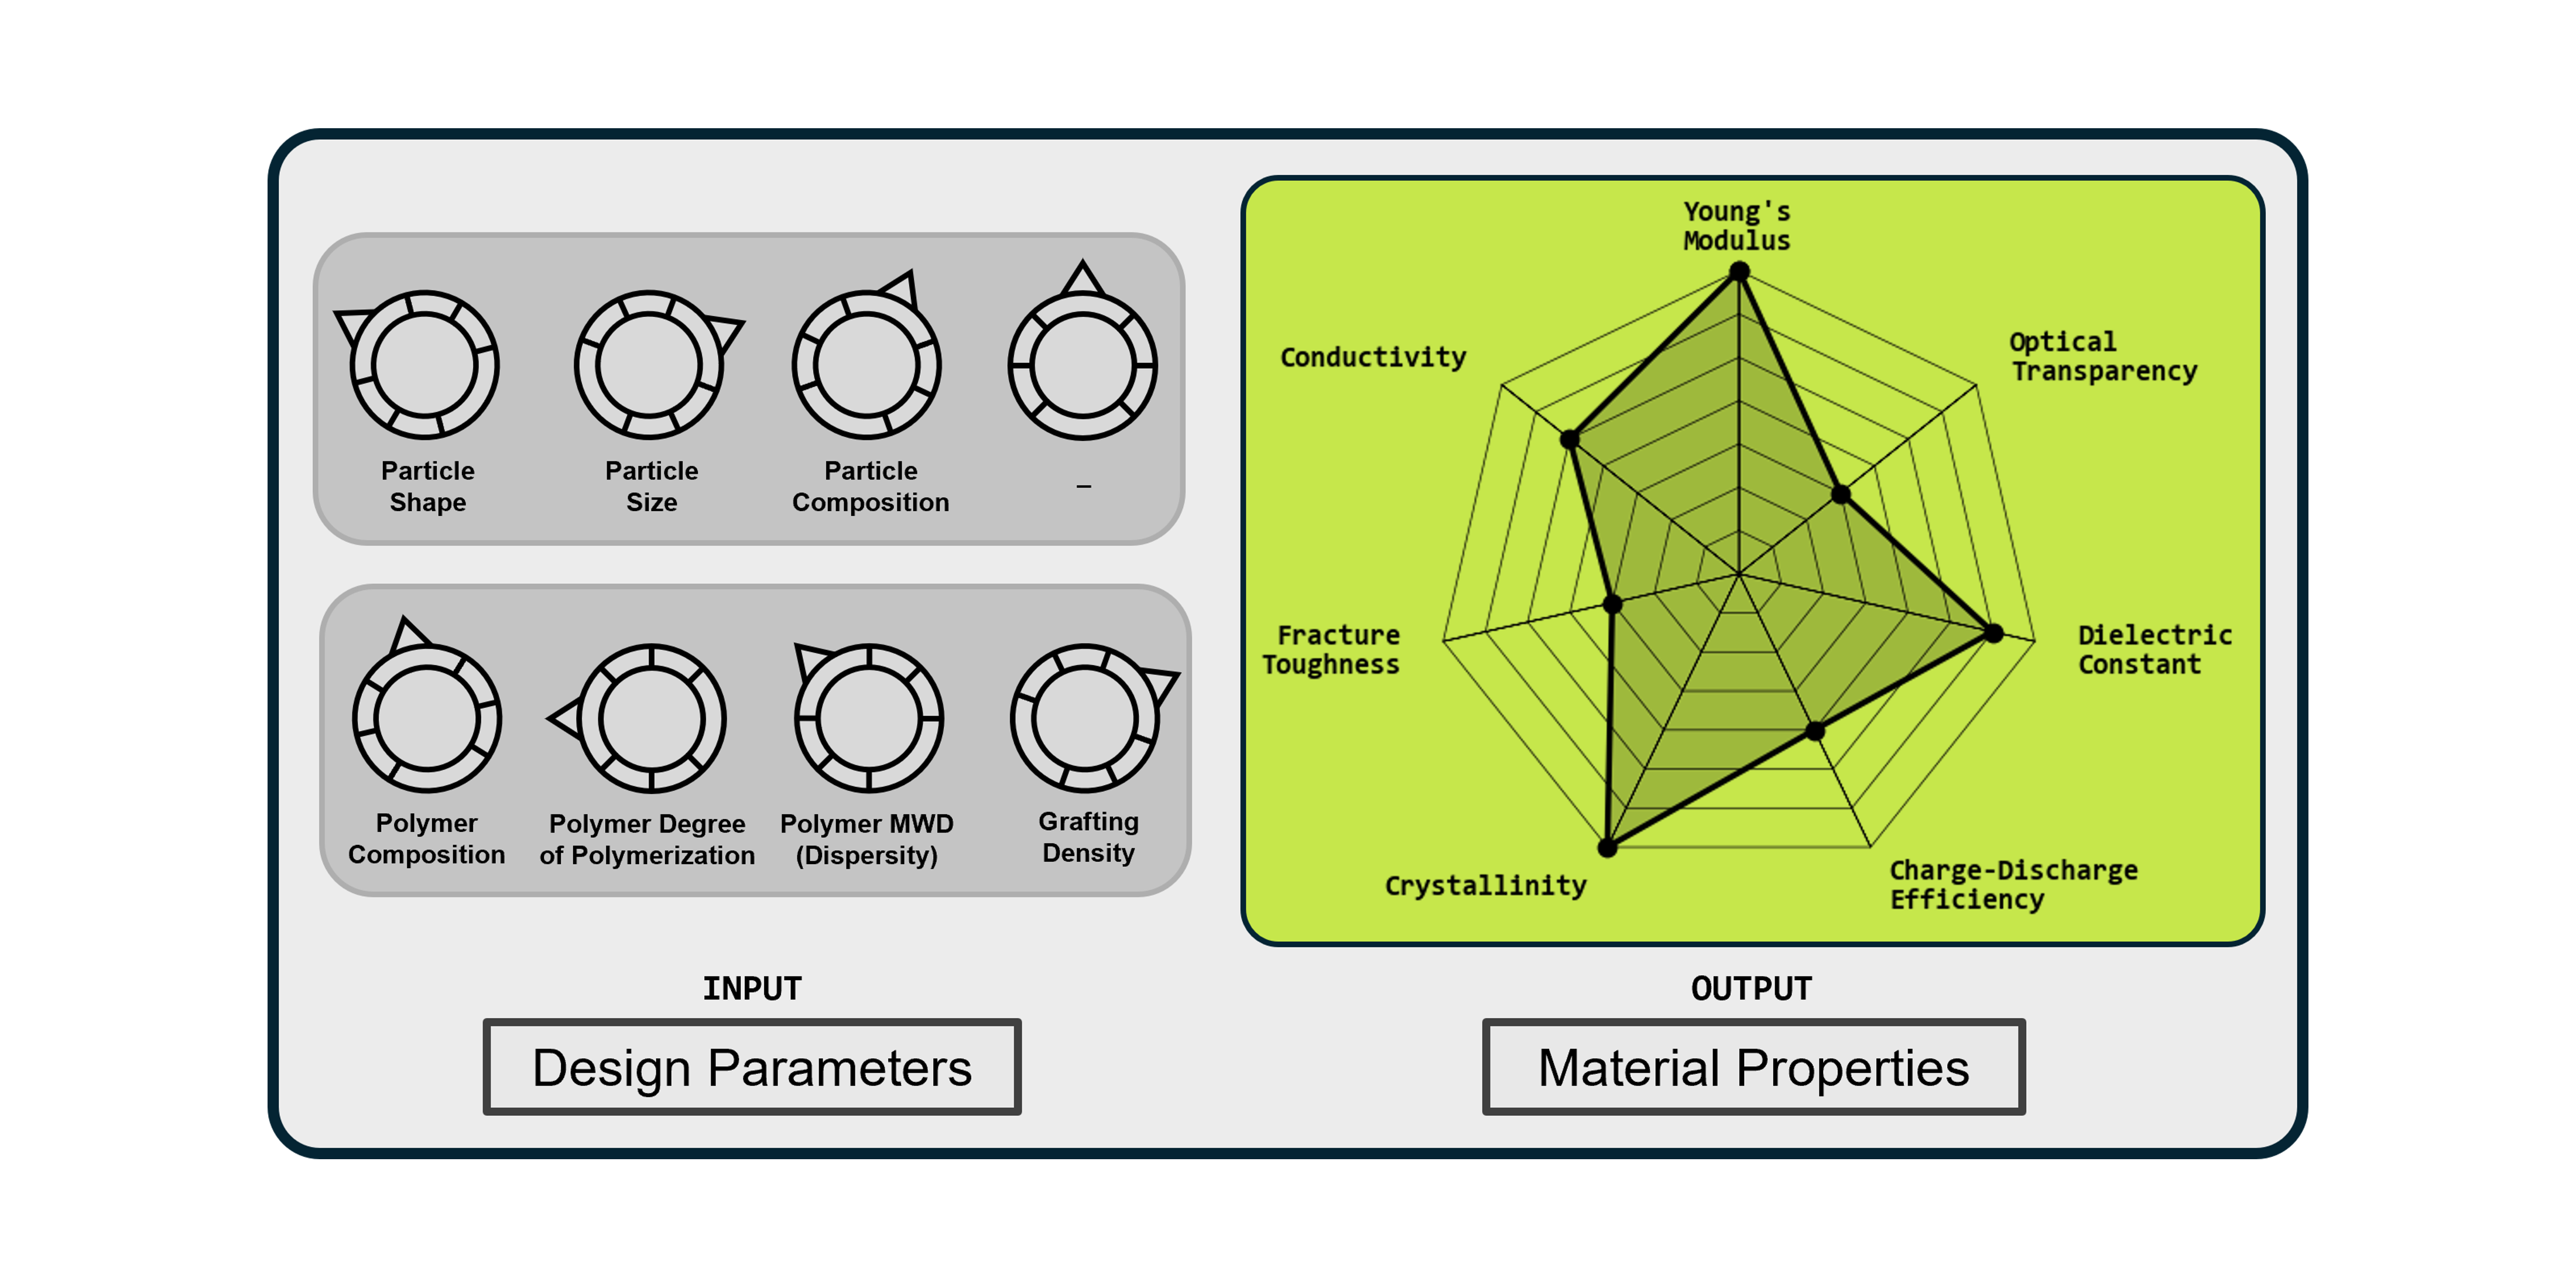 Particle
Shape
Particle
Size
Particle
Composition
–
Polymer
Composition
Polymer Degree
of Polymerization
Polymer MWD
(Dispersity)
Grafting
Density
INPUT
Design Parameters
Young's
Modulus
Optical
Transparency
Conductivity
Dielectric
Constant
Fracture
Toughness
Charge-Discharge
Efficiency
Crystallinity
OUTPUT
Material Properties